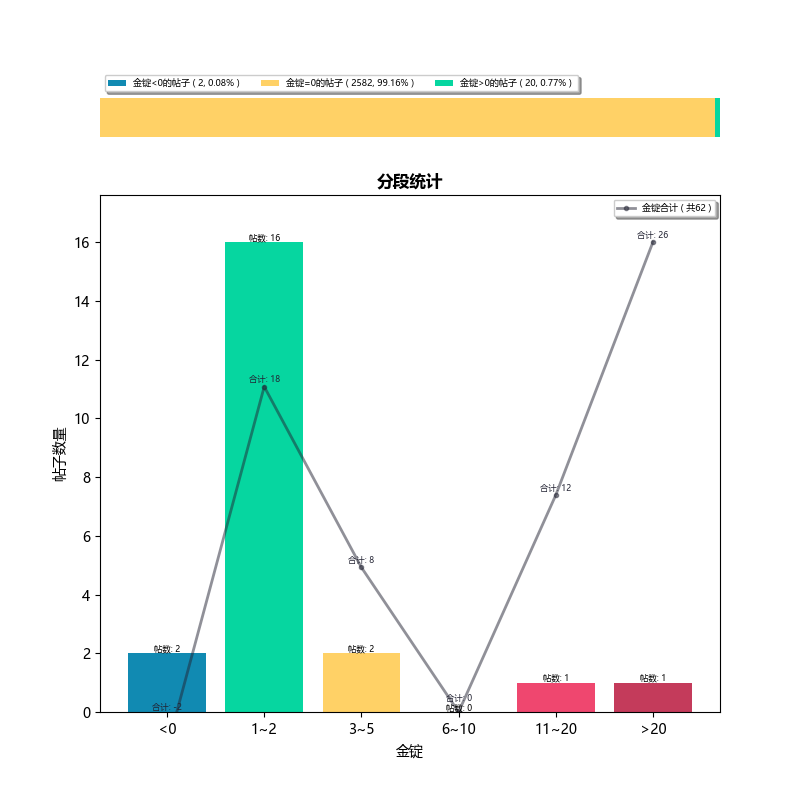 金锭<0的帖子 ( 2, 0.08% ) 金锭=0的帖子 ( 2582, 99.16% ) 金锭>0的帖子 ( 20, 0.77% )
分段统计
金锭合计 ( 共62 )
帖子数量
16
14
12
10
8
6
4
2
0
帖数: 2
帖数: 16
帖数: 2
帖数: 0
帖数: 1
帖数: 1
合计: -2
合计: 18
合计: 8
合计: 0
合计: 12
合计: 26
<0 1~2 3~5 6~10 11~20 >20
金锭